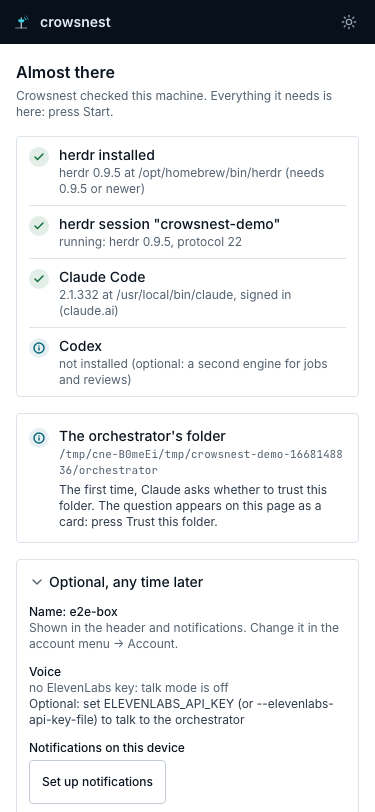 crowsnest
Almost there
Crowsnest checked this machine. Everything it needs is
here: press Start.
herdr installed
herdr 0.9.5 at /opt/homebrew/bin/herdr (needs
0.9.5 or newer)
herdr session "crowsnest-demo"
running: herdr 0.9.5, protocol 22
Claude Code
2.1.332 at /usr/local/bin/claude, signed in
(claude.ai)
Codex
not installed (optional: a second engine for jobs
and reviews)
The orchestrator's folder
/tmp/cne-B0meEi/tmp/crowsnest-demo-16681488
36/orchestrator
The first time, Claude asks whether to trust this
folder. The question appears on this page as a
card: press Trust this folder.
Optional, any time later
Name: e2e-box
Shown in the header and notifications. Change it in the
account menu → Account.
Voice
no ElevenLabs key: talk mode is off
Optional: set ELEVENLABS_API_KEY (or --elevenlabs-
api-key-file) to talk to the orchestrator
Notifications on this device
Set up notifications